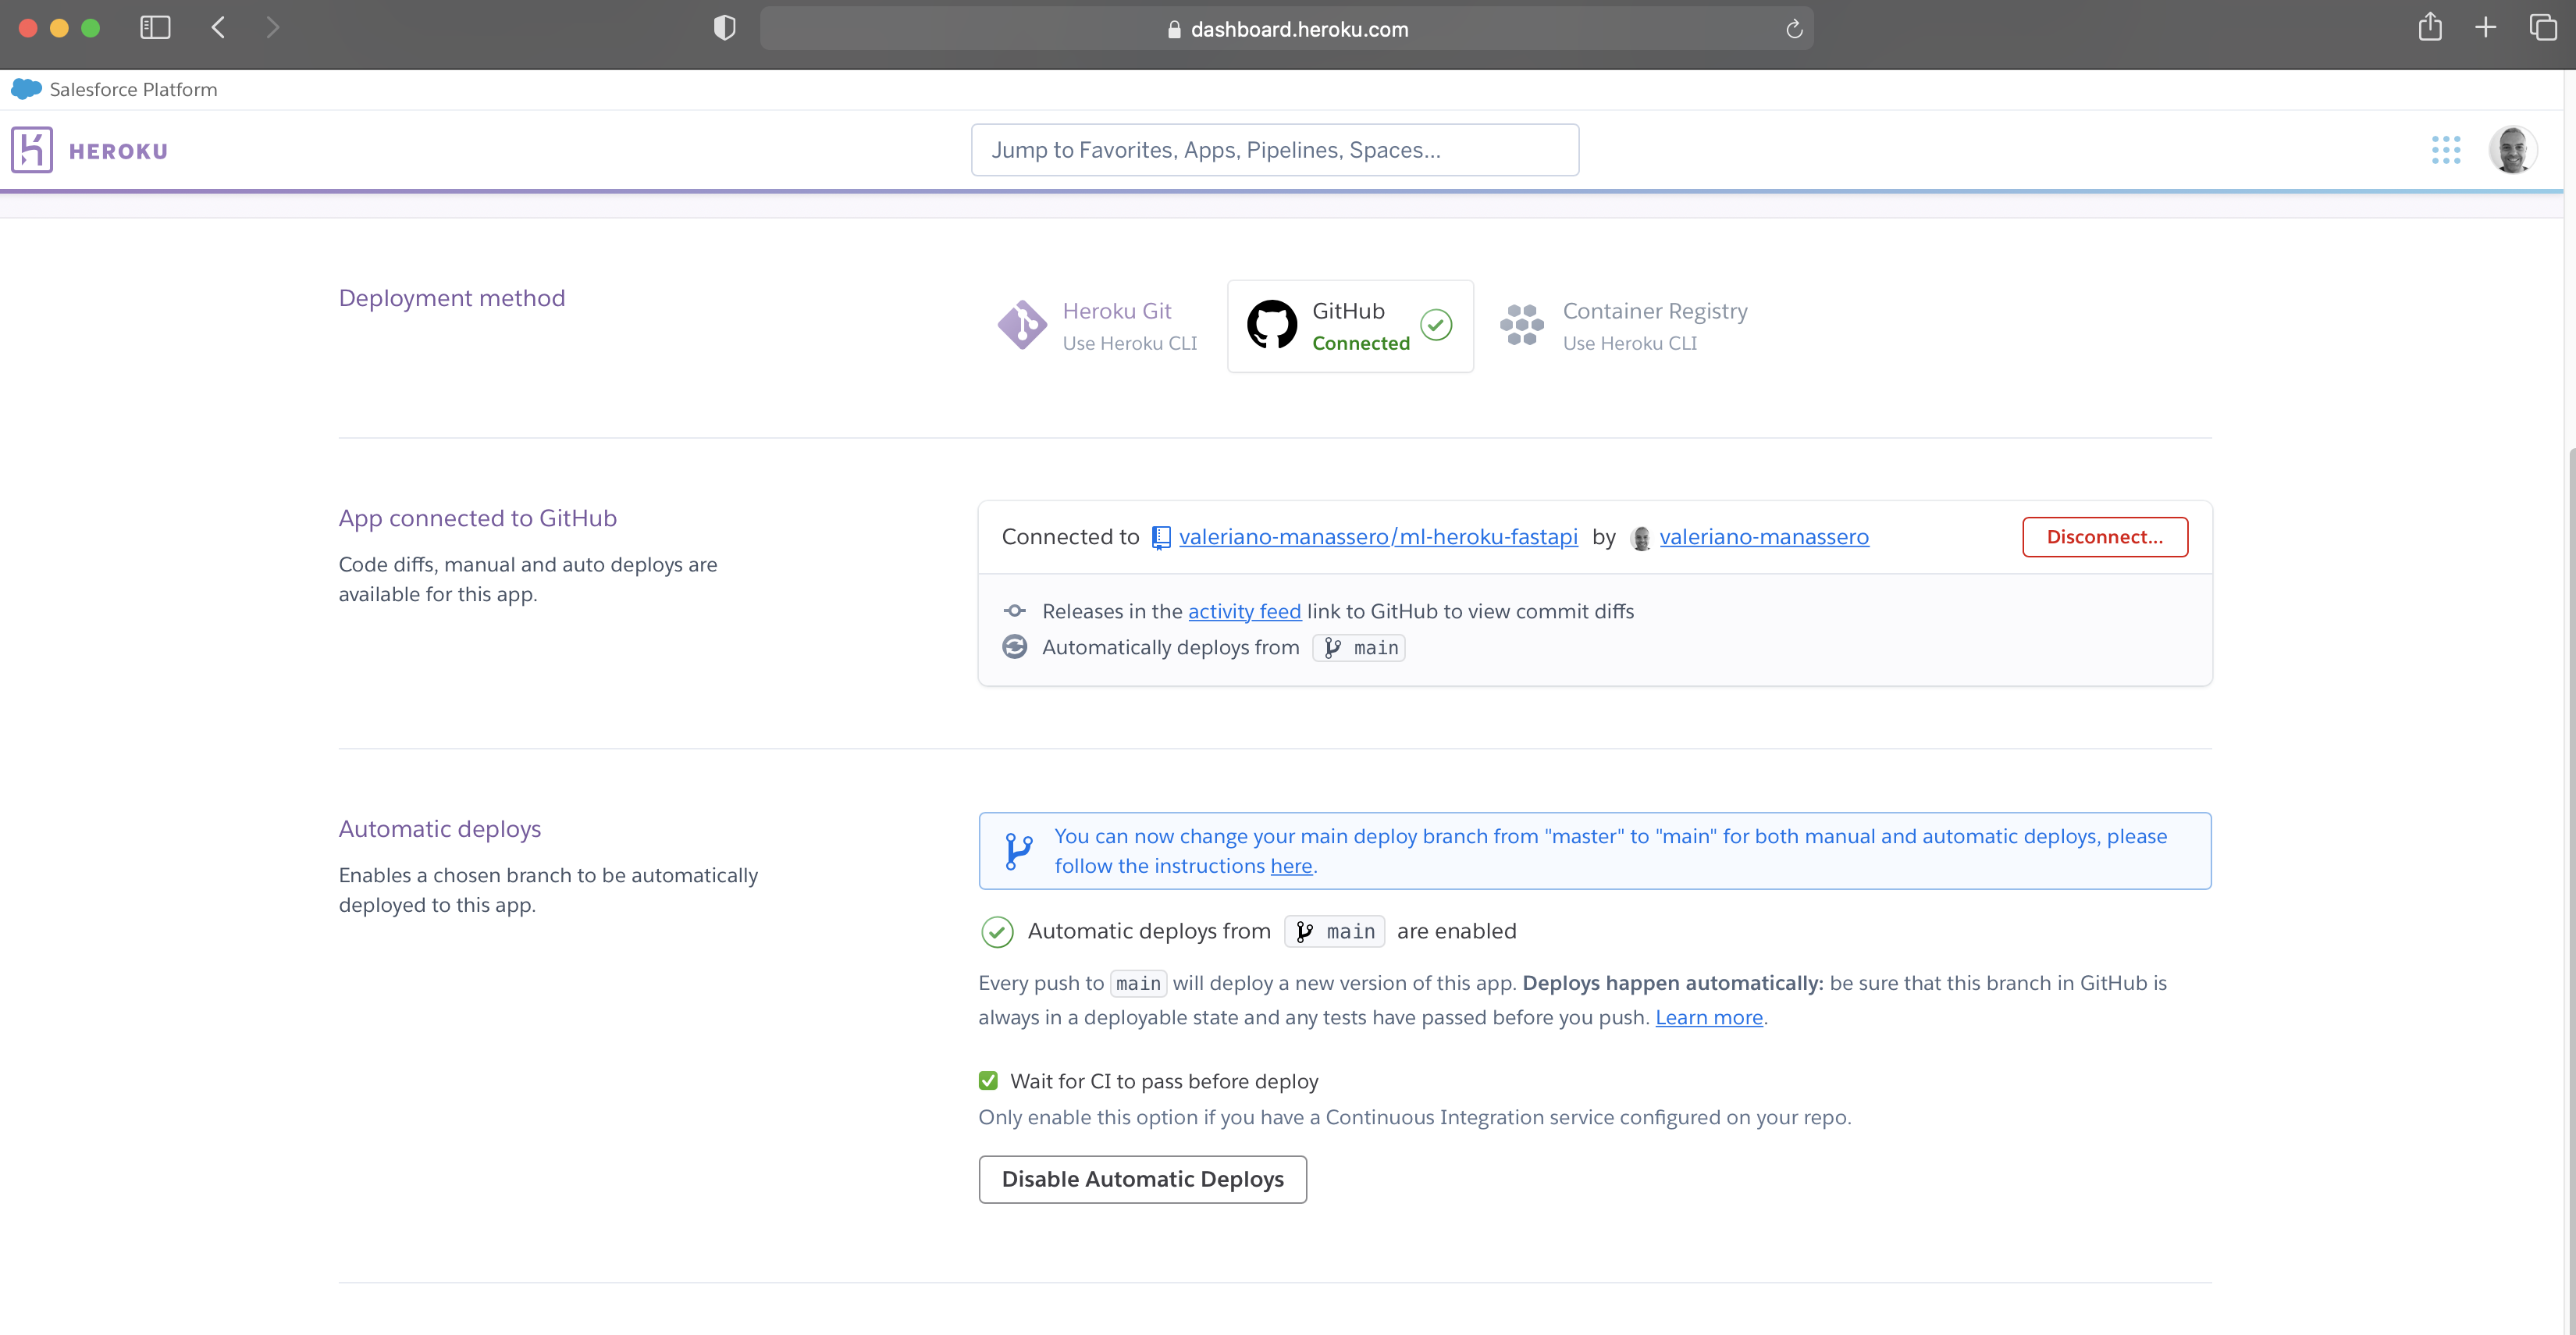 dashboard.heroku.com
Salesforce Platform
HEROKU
Jump to Favorites, Apps, Pipelines, Spaces...
Deployment method
Heroku Git
Use Heroku CLI
GitHub
Connected
Container Registry
Use Heroku CLI
App connected to GitHub
Code diffs, manual and auto deploys are
available for this app.
Connected to valeriano-manassero/ml-heroku-fastapi by valeriano-manassero
Disconnect...
Releases in the activity feed link to GitHub to view commit diffs
Automatically deploys from main
Automatic deploys
Enables a chosen branch to be automatically
deployed to this app.
You can now change your main deploy branch from "master" to "main" for both manual and automatic deploys, please
follow the instructions here.
Automatic deploys from main are enabled
Every push to main will deploy a new version of this app. Deploys happen automatically: be sure that this branch in GitHub is
always in a deployable state and any tests have passed before you push. Learn more.
Wait for CI to pass before deploy
Only enable this option if you have a Continuous Integration service configured on your repo.
Disable Automatic Deploys